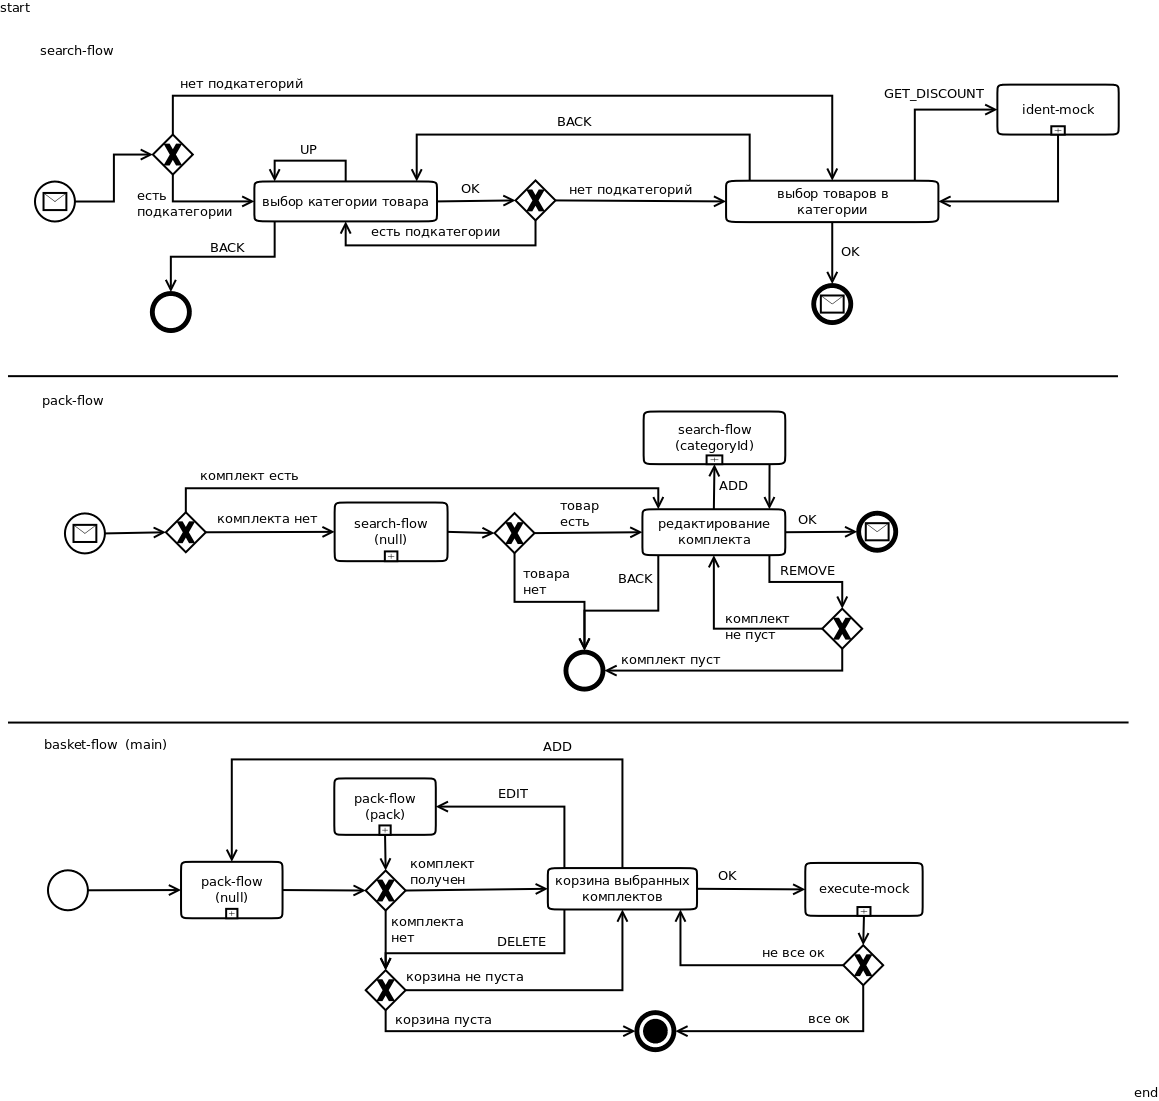 start
search-flow
нет подкатегорий
GET_DISCOUNT
ident-mock
BACK
UP
есть
подкатегории
выбор категории товара
OK
нет подкатегорий
выбор товаров в
категории
есть подкатегории
BACK
OK
pack-flow
search-flow
(categoryId)
комплект есть
ADD
комплекта нет
search-flow
(null)
товар
есть
редактирование
комплекта
OK
товара
нет
BACK
REMOVE
комплект
не пуст
комплект пуст
basket-flow (main)
ADD
pack-flow
(pack)
EDIT
pack-flow
(null)
комплект
получен
корзина выбранных
комплектов
OK
execute-mock
комплекта
нет
DELETE
не все ок
корзина не пуста
корзина пуста
все ок
end